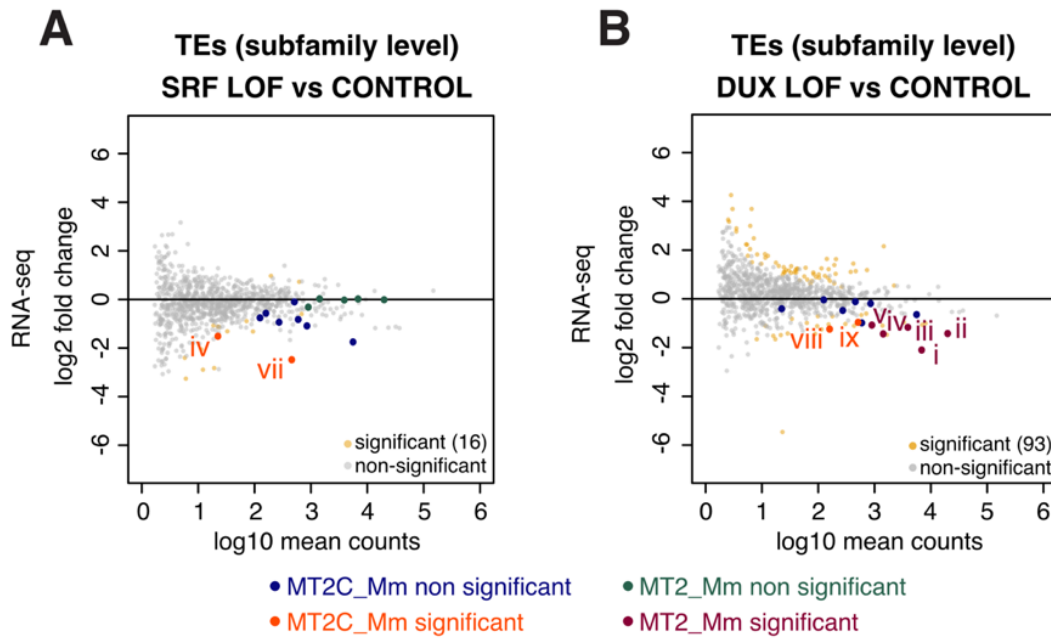 A
TEs (subfamily level)
SRF LOF vs CONTROL
RNA-seq
log2 fold change
6
4
2
0
-2
-4
-6
iv
vii
significant (16)
non-significant
0 1 2 3 4 5 6
log10 mean counts
B
TEs (subfamily level)
DUX LOF vs CONTROL
RNA-seq
log2 fold change
6
4
2
0
-2
-4
-6
viii
ix
v
iv
iii
ii
i
significant (93)
non-significant
0 1 2 3 4 5 6
log10 mean counts
MT2C_Mm non significant
MT2_Mm non significant
MT2C_Mm significant
MT2_Mm significant